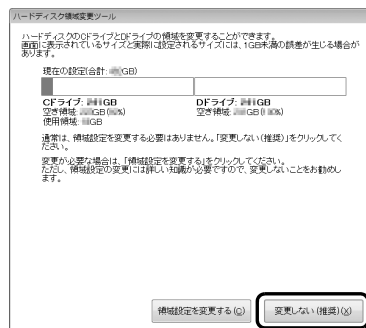 ハードディスク領域変更ツール
ハードディスクのCドライブとDドライブの領域を変更することができます。
画面に表示されているサイズと実際に設定されるサイズには、1GB未満の誤差が生じる場合が
あります。
現在の設定(合計: GB)
Cドライブ: GB
Dドライブ: GB
空き領域: GB( %)
空き領域: GB( %)
使用領域: GB
通常は、領域設定を変更する必要はありません。「変更しない(推奨)」をクリックしてく
ださい。
変更が必要な場合は、「領域設定を変更する」をクリックしてください。
ただし、領域設定の変更には詳しい知識が必要ですので、変更しないことをお勧めし
ます。
領域設定を変更する(C)
変更しない(推奨)(X)